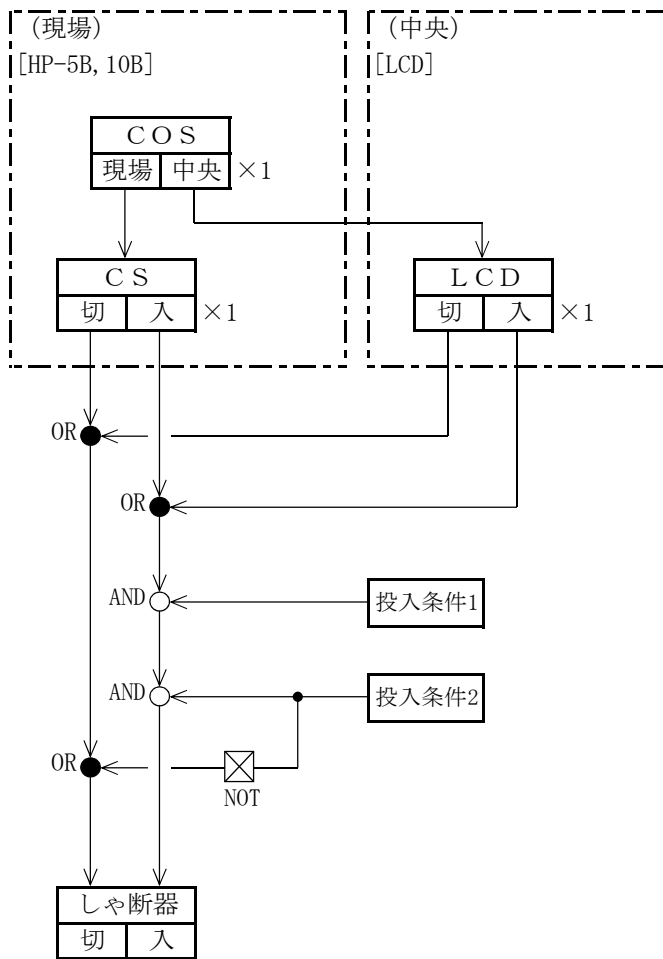 （現場）
（中央）
[HP-5B,10B]
[LCD]
ＣＯＳ
現場 中央 ×1
ＣＳ
切 入 ×1
ＬＣＤ
切 入 ×1
OR
OR
AND
投入条件1
AND
投入条件2
OR
NOT
しゃ断器
切 入